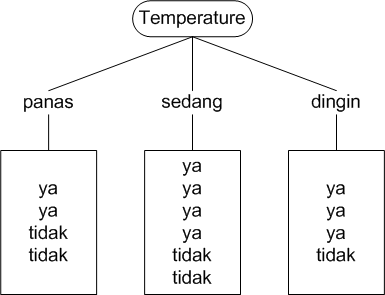 Temperature
panas
sedang
dingin
ya
ya
tidak
tidak
ya
ya
ya
ya
tidak
tidak
ya
ya
ya
tidak